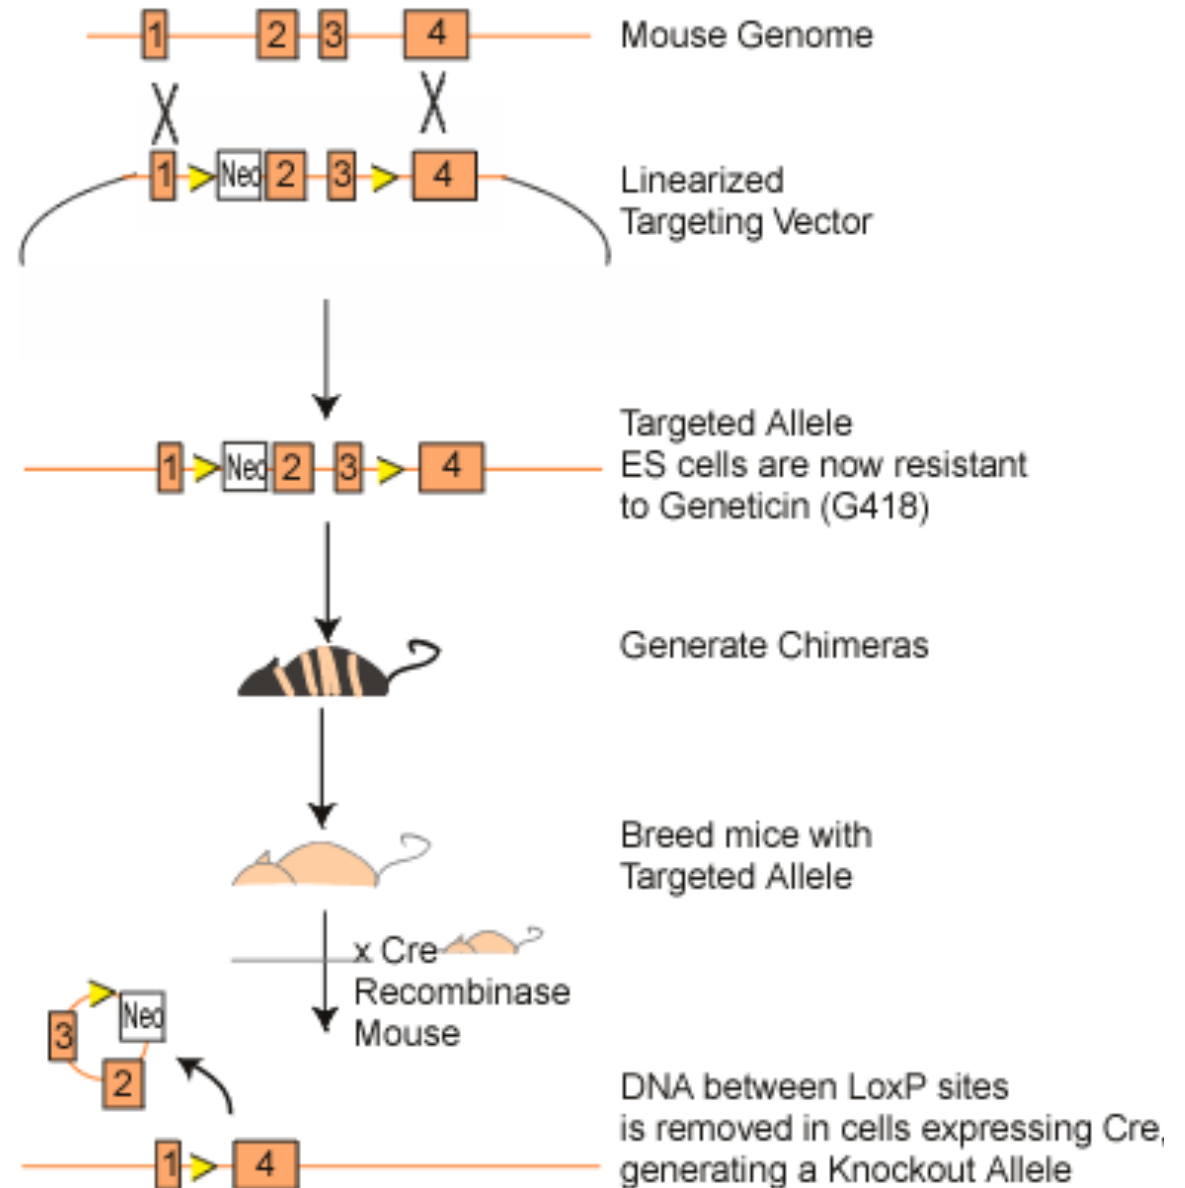 1 2 3 4 Mouse Genome
1 Neo 2 3 4 Linearized
Targeting Vector
Targeted Allele
1 Neo 2 3 4 ES cells are now resistant
to Geneticin (G418)
Generate Chimeras
Breed mice with
Targeted Allele
x Cre
Recombinase
Mouse
3 Neo
2
DNA between LoxP sites
is removed in cells expressing Cre,
1 4 generating a Knockout Allele